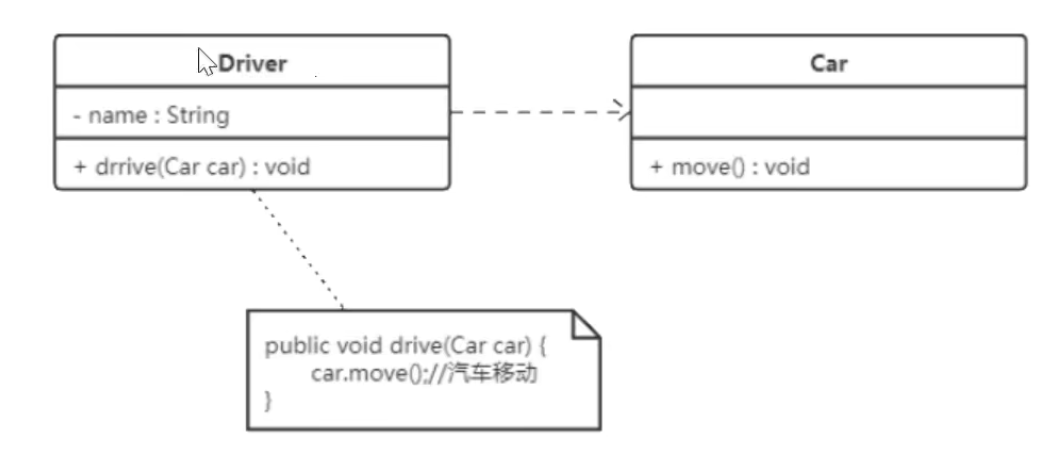 Driver
Car
- name : String
+ drrive(Car car) : void
+ move() : void
public void drive(Car car) {
car.move();//汽车移动
}